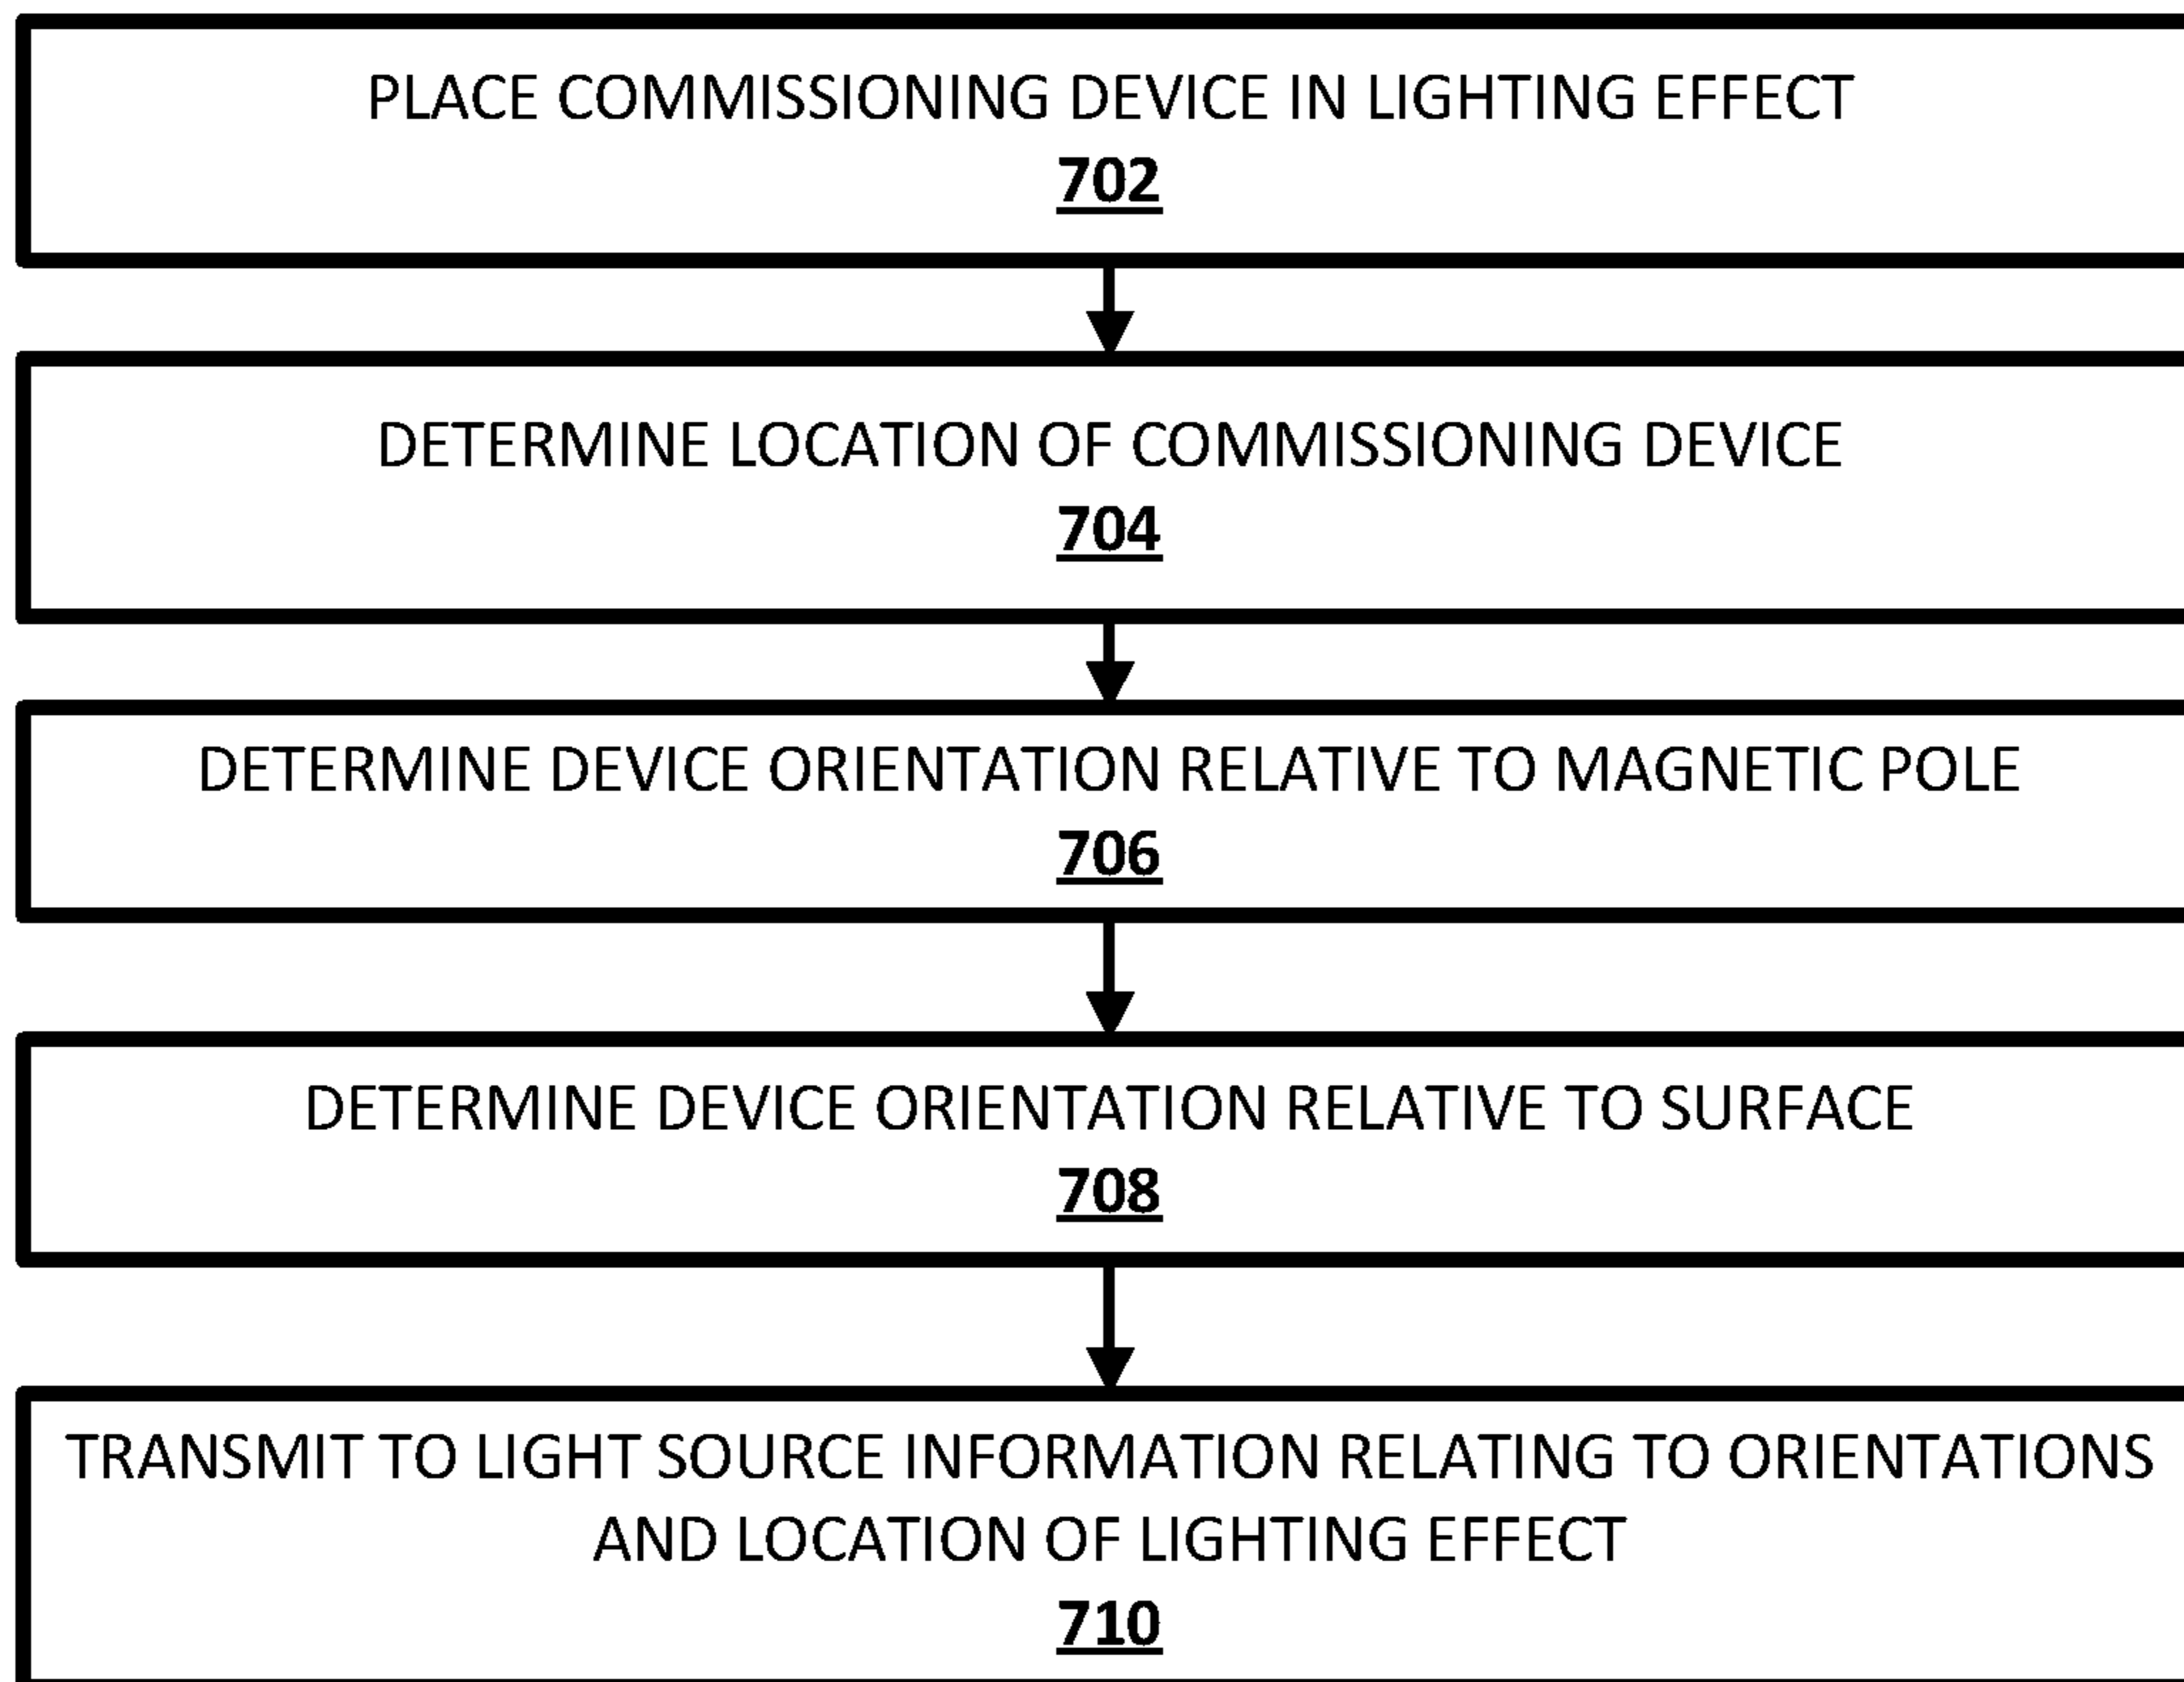 PLACE COMMISSIONING DEVICE IN LIGHTING EFFECT
702
DETERMINE LOCATION OF COMMISSIONING DEVICE
704
DETERMINE DEVICE ORIENTATION RELATIVE TO MAGNETIC POLE
706
DETERMINE DEVICE ORIENTATION RELATIVE TO SURFACE
708
TRANSMIT TO LIGHT SOURCE INFORMATION RELATING TO ORIENTATIONS
AND LOCATION OF LIGHTING EFFECT
710